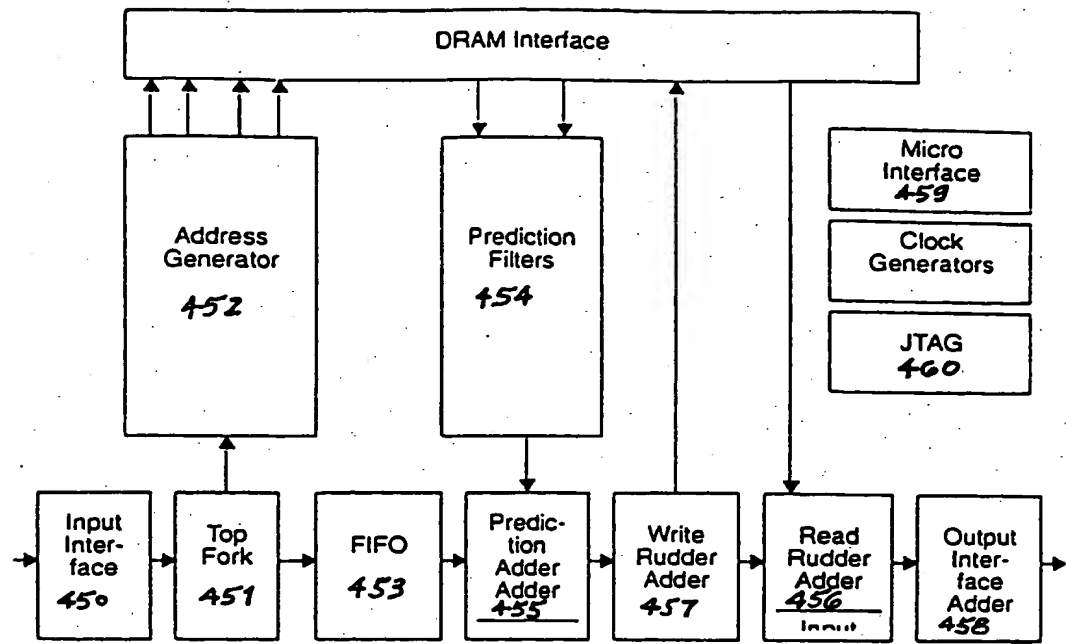 DRAM Interface
Micro
Interface
459
Clock
Generators
JTAG
460
Address
Generator
452
Prediction
Filters
454
Input
Inter-
face
450
Top
Fork
451
FIFO
453
Predic-
tion
Adder
Adder
455
Write
Rudder
Adder
457
Read
Rudder
Adder
456
Input
Output
Inter-
face
Adder
458